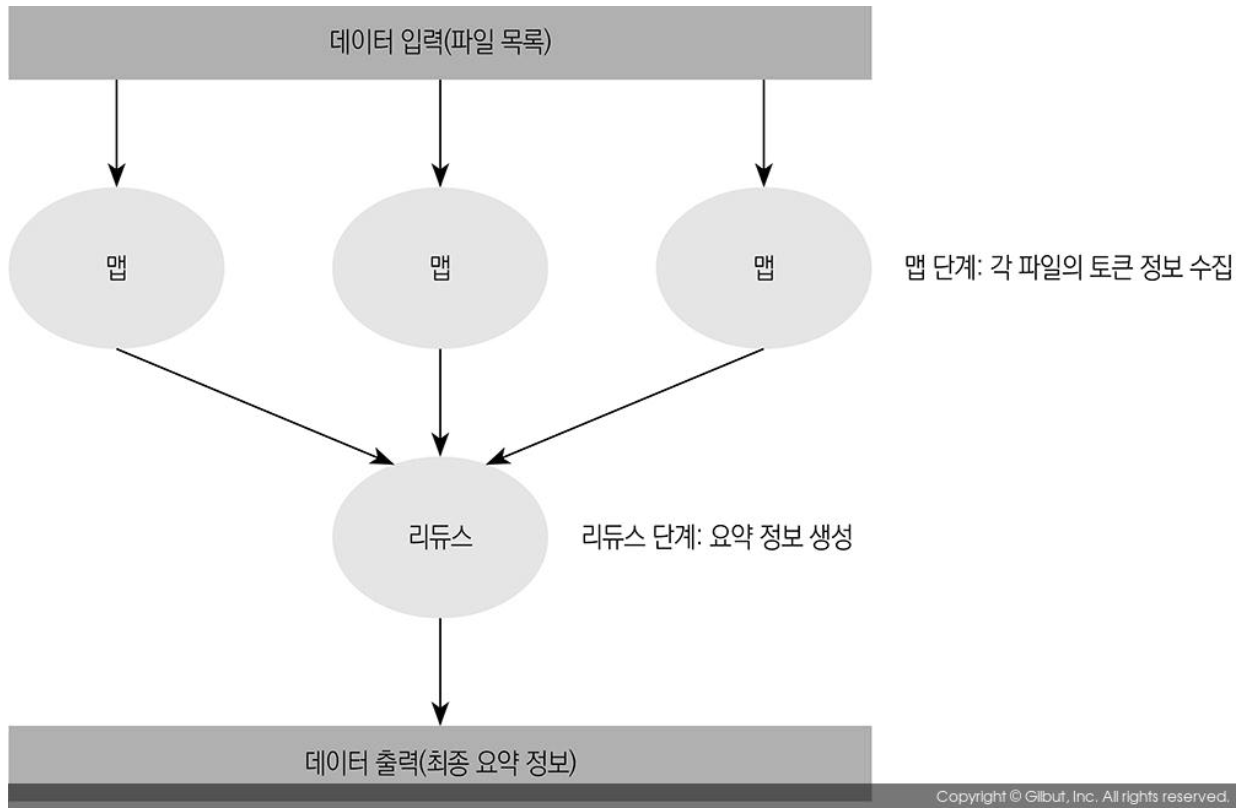 데이터 입력(파일 목록)
맵
맵
맵
맵 단계: 각 파일의 토큰 정보 수집
리듀스
리듀스 단계: 요약 정보 생성
데이터 출력(최종 요약 정보)
Copyright © Gilbut, Inc. All rights reserved.